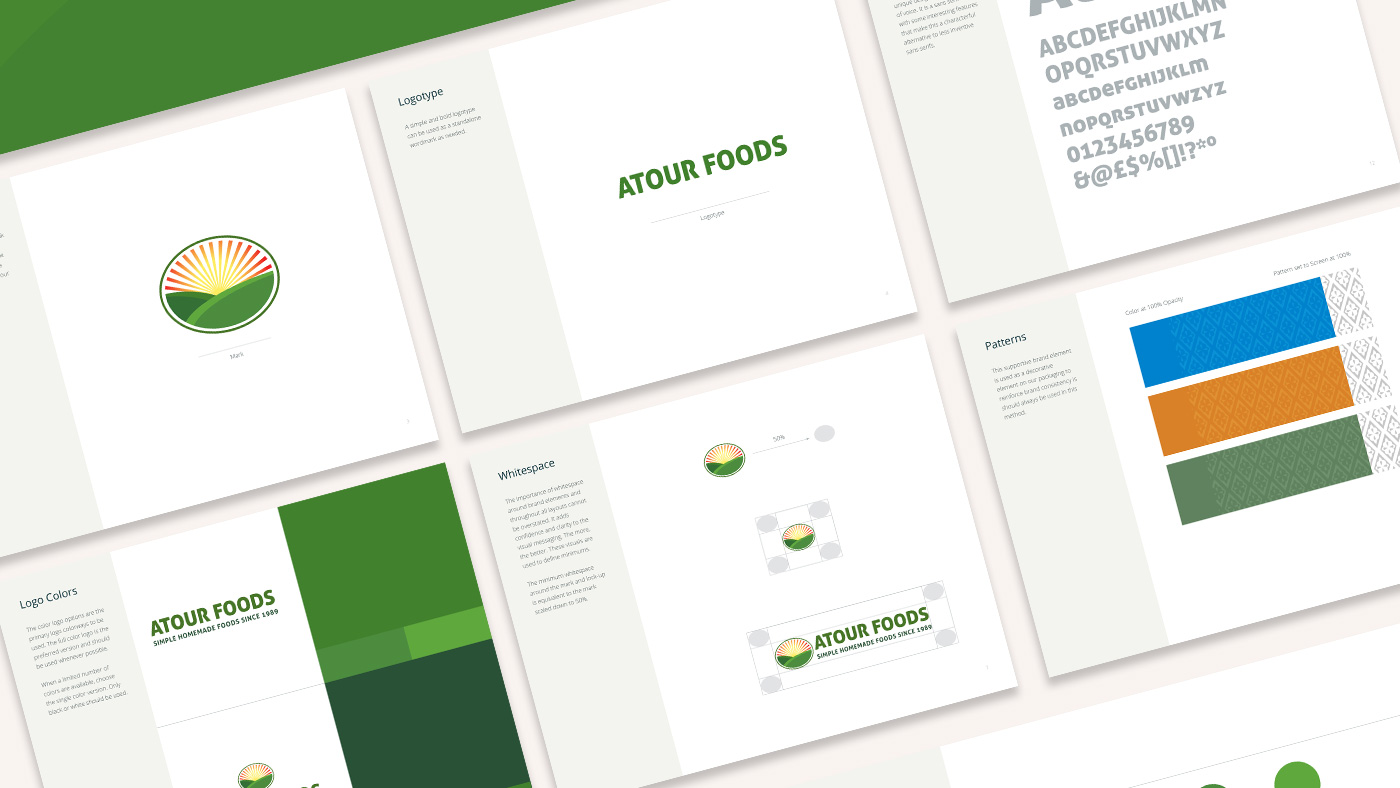 Mark
Logotype
A simple and bold logotype
can be used as a standalone
wordmark as needed.
ATOUR FOODS
Logotype
of voice. It is a sans serif
with some interesting features
that make this a characterful
alternative to less inventive
sans serifs.
ABCDEFGHIJKLMN
OPQRSTUVWXYZ
abcdefghijklm
nopqrstuvwzyz
0123456789
&@£$%[]!?*º
Logo Colors
The color logo options are the
primary logo colorways to be
used. The full color logo is the
preferred version and should
be used whenever possible.
When a limited number of
colors are available, choose
the single color version. Only
black or white should be used.
ATOUR FOODS
SIMPLE HOMEMADE FOODS SINCE 1989
Whitespace
The importance of whitespace
around brand elements and
throughout all layouts cannot
be overstated. It adds
confidence and clarity to the
visual messaging. The more,
the better. These visuals are
used to define minimums.
The minimum whitespace
around the mark and lock-up
is equivalent to the mark
scaled down to 50%.
50%
ATOUR FOODS
SIMPLE HOMEMADE FOODS SINCE 1989
Patterns
This supportive brand element
is used as a decorative
element on our packaging to
reinforce brand consistency is
should always be used in this
method.
Color at 100% Opacity
Pattern set to Screen at 100%